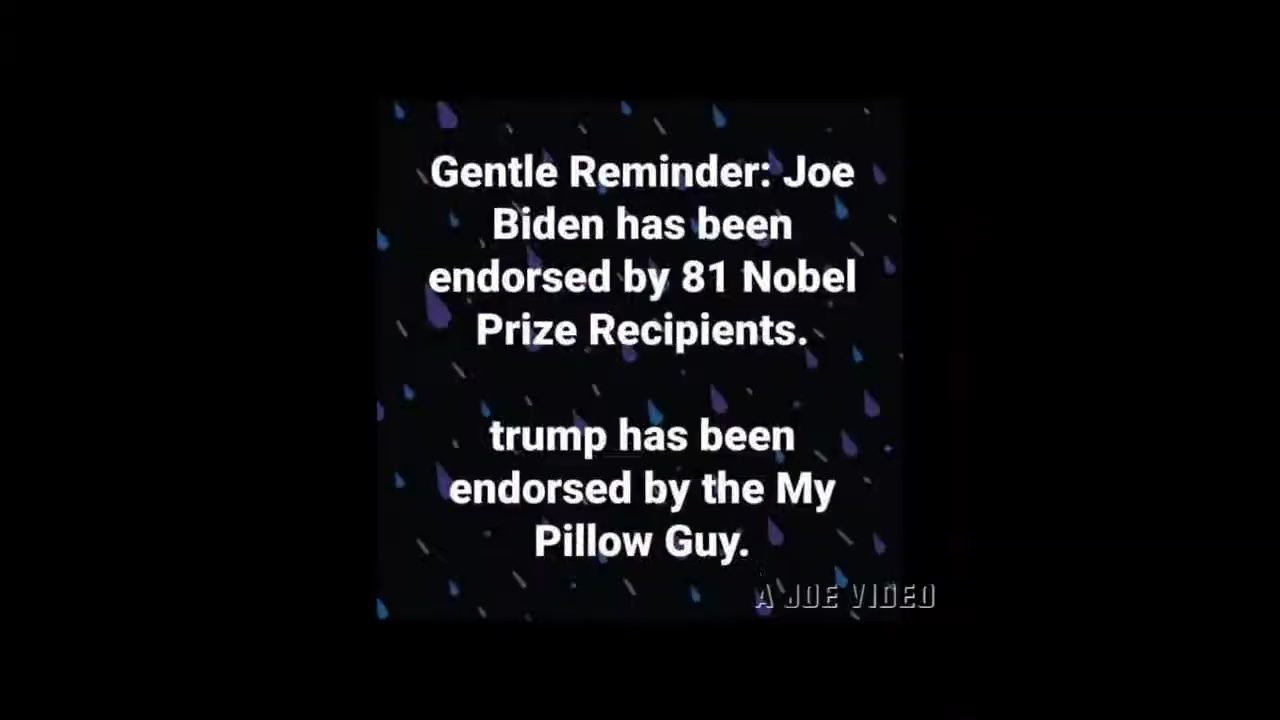 Gentle Reminder: Joe
Biden has been
endorsed by 81 Nobel
Prize Recipients.
trump has been
endorsed by the My
Pillow Guy.
A JOE VIDEO